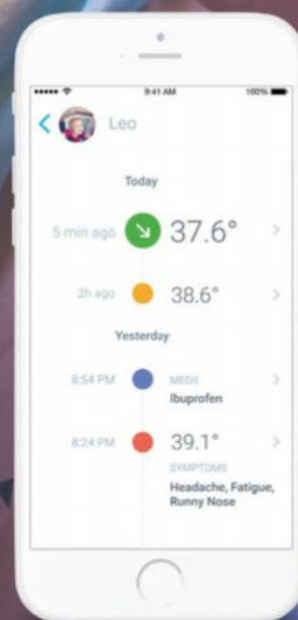 9:41 AM 100%
Leo
Today
5 min ago 37.6°
2h ago 38.6°
Yesterday
8:54 PM MEDS
Ibuprofen
8:24 PM 39.1°
SYMPTOMS
Headache, Fatigue,
Runny Nose